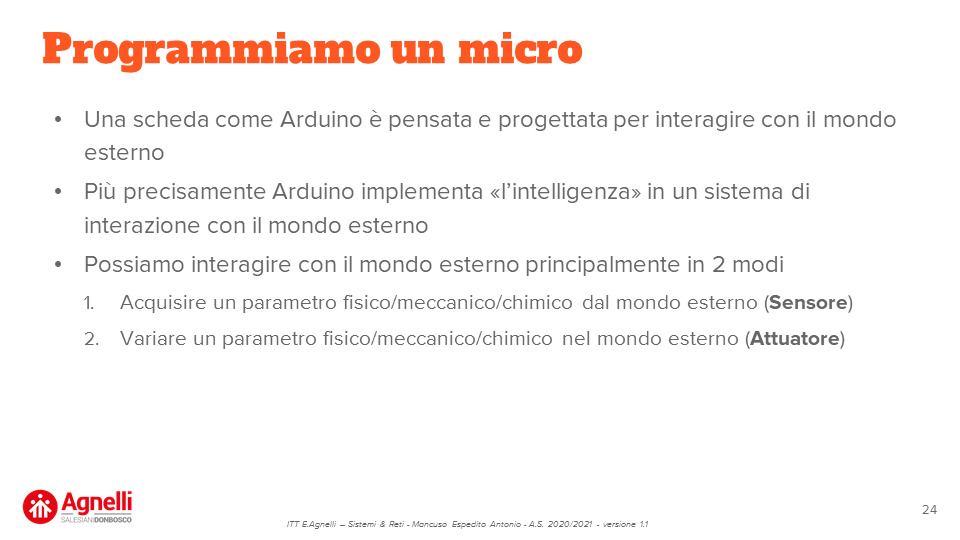 Programmiamo un micro
• Una scheda come Arduino è pensata e progettata per interagire con il mondo
esterno
• Più precisamente Arduino implementa «l’intelligenza» in un sistema di
interazione con il mondo esterno
• Possiamo interagire con il mondo esterno principalmente in 2 modi
1. Acquisire un parametro fisico/meccanico/chimico dal mondo esterno (Sensore)
2. Variare un parametro fisico/meccanico/chimico nel mondo esterno (Attuatore)
Agnelli
SALESIANI DONBOSCO
ITT E.Agnelli – Sistemi & Reti - Mancuso Espedito Antonio - A.S. 2020/2021 - versione 1.1
24